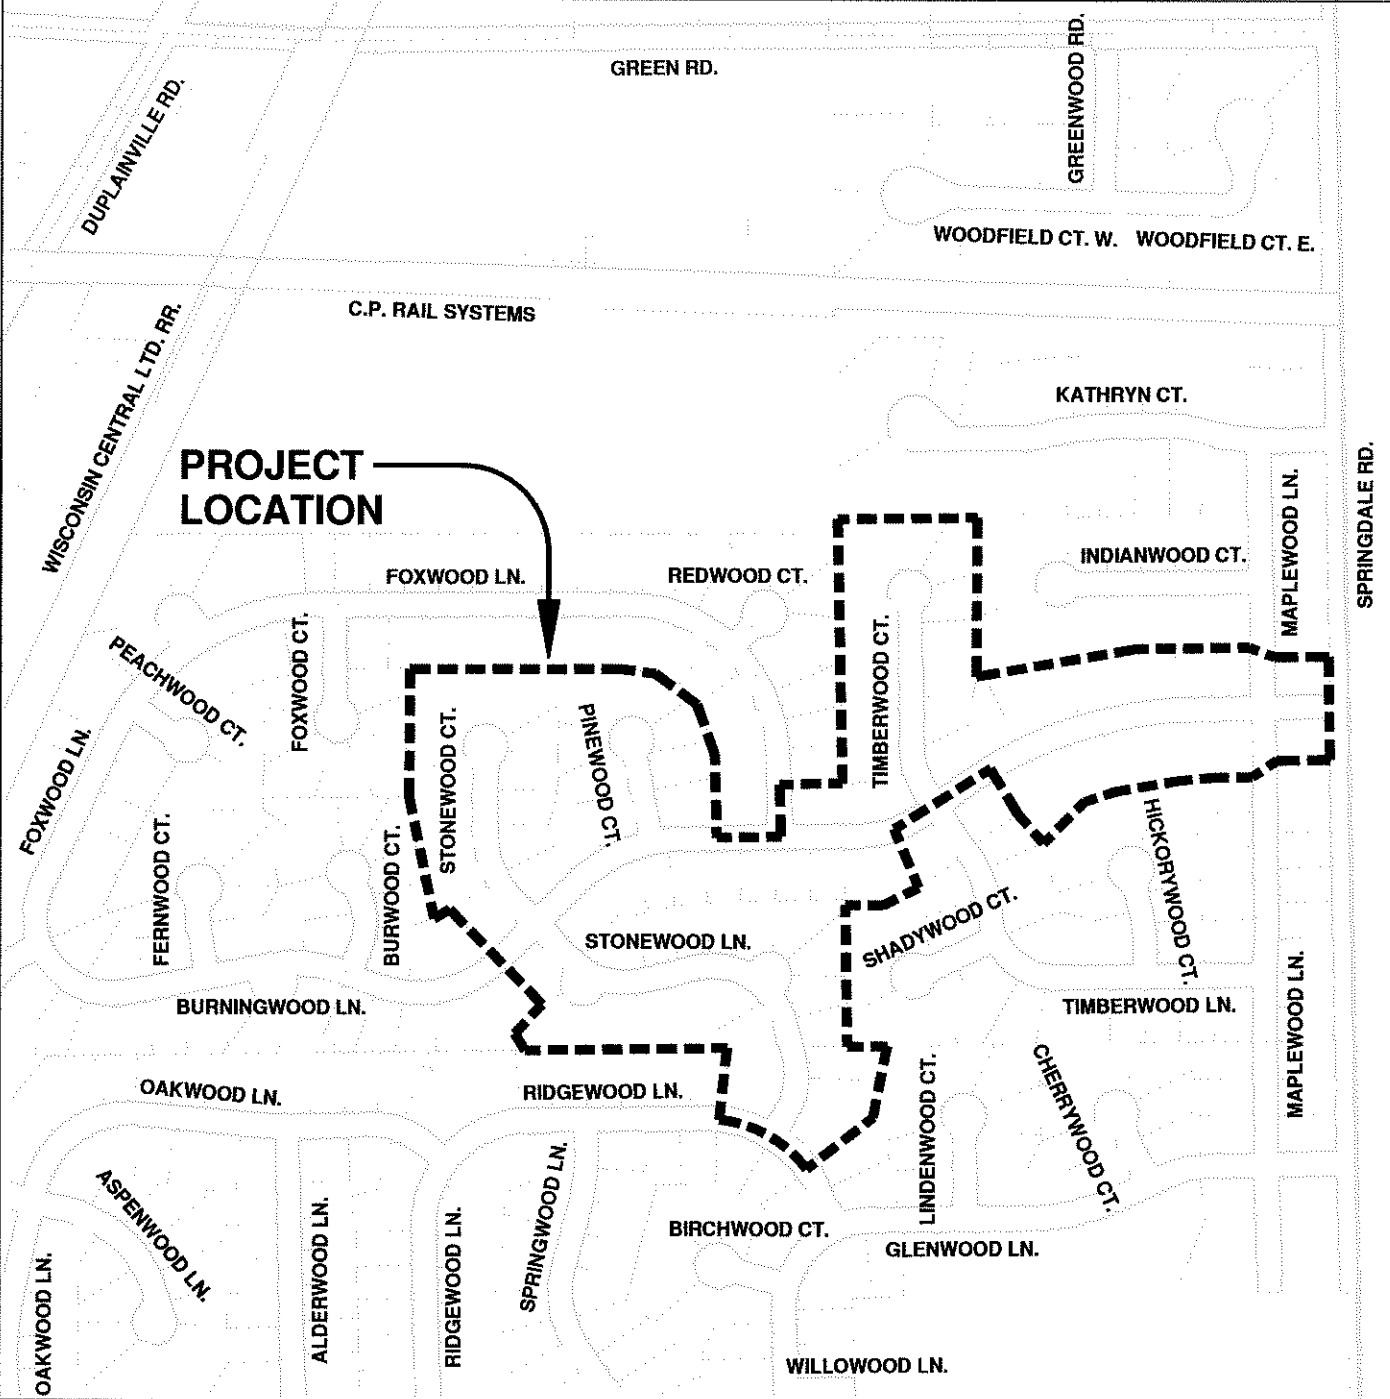 GREEN RD.
GREENWOOD RD.
DUPLAINVILLE RD.
WOODFIELD CT. W.
WOODFIELD CT. E.
C.P. RAIL SYSTEMS
WISCONSIN CENTRAL LTD. RR.
KATHRYN CT.
PROJECT
LOCATION
MAPLEWOOD LN.
SPRINGDALE RD.
INDIANWOOD CT.
FOXWOOD LN.
REDWOOD CT.
TIMBERWOOD CT.
FOXWOOD CT.
PEACHWOOD CT.
STONEWOOD CT.
PINEWOOD CT.
FOXWOOD LN.
FERNWOOD CT.
BURWOOD CT.
HICKORYWOOD CT.
SHADYWOOD CT.
STONEWOOD LN.
BURNINGWOOD LN.
TIMBERWOOD LN.
MAPLEWOOD LN.
OAKWOOD LN.
RIDGEWOOD LN.
LINDENWOOD CT.
CHERRYWOOD CT.
ASPENWOOD LN.
ALDERWOOD LN.
RIDGEWOOD LN.
SPRINGWOOD LN.
BIRCHWOOD CT.
GLENWOOD LN.
OAKWOOD LN.
WILLOWOOD LN.